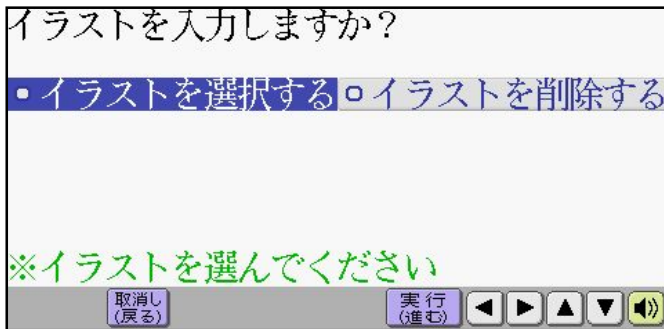 イラストを入力しますか？
イラストを選択する イラストを削除する
※イラストを選んでください
取消し
(戻る)
実行
(進む)